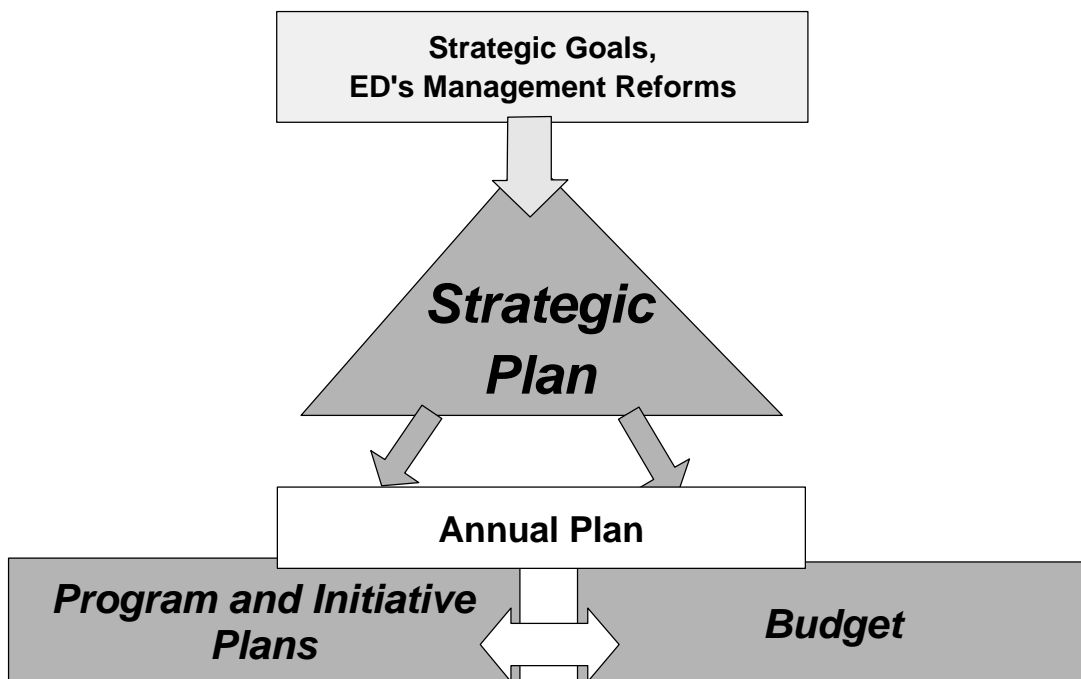 Strategic Goals,
ED's Management Reforms
Strategic
Plan
Annual Plan
Program and Initiative
Plans
Budget